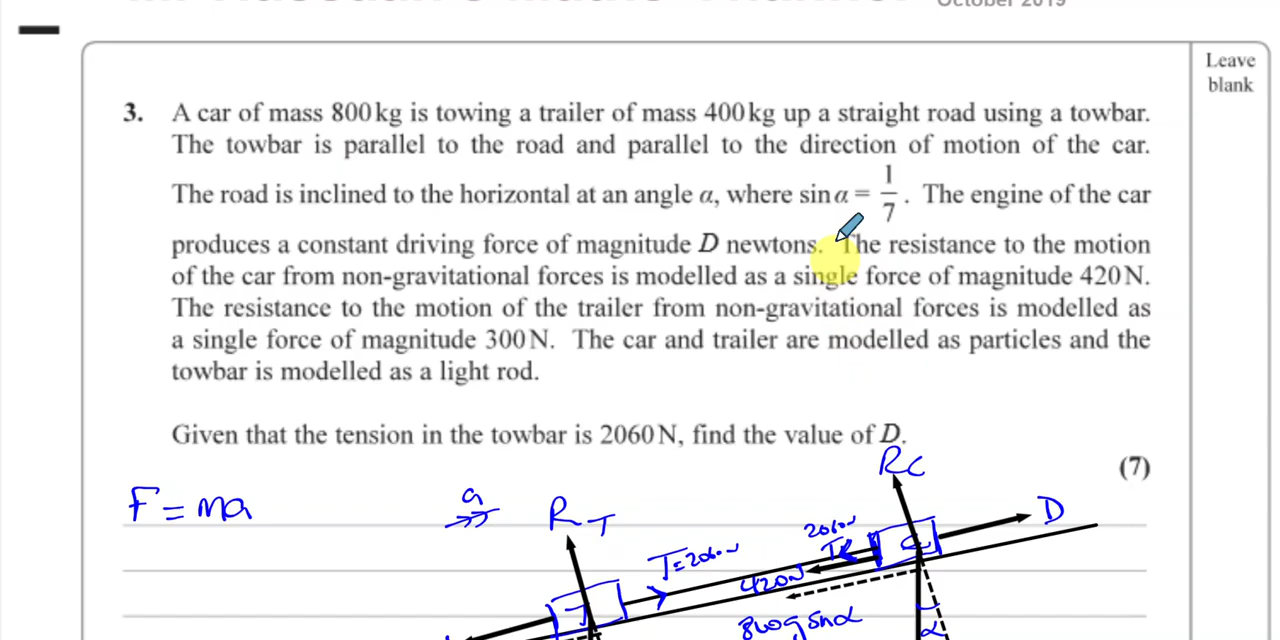 October 2019
Leave
blank
3. A car of mass 800 kg is towing a trailer of mass 400 kg up a straight road using a towbar.
The towbar is parallel to the road and parallel to the direction of motion of the car.
The road is inclined to the horizontal at an angle α, where sin α = 1/7. The engine of the car
produces a constant driving force of magnitude D newtons. The resistance to the motion
of the car from non-gravitational forces is modelled as a single force of magnitude 420 N.
The resistance to the motion of the trailer from non-gravitational forces is modelled as
a single force of magnitude 300 N. The car and trailer are modelled as particles and the
towbar is modelled as a light rod.
Given that the tension in the towbar is 2060 N, find the value of D.
(7)
F = ma
a
R_T
R_C
D
T=2060N
2060N
T
C
420N
T
800g sinα
α